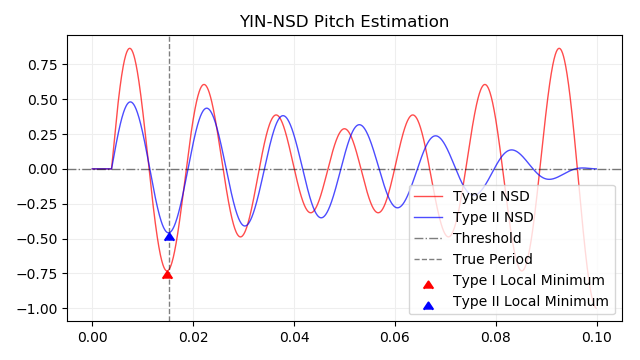 YIN-NSD Pitch Estimation
0.75
0.50
0.25
0.00
−0.25
−0.50
−0.75
−1.00
Type I NSD
Type II NSD
Threshold
True Period
Type I Local Minimum
Type II Local Minimum
0.00 0.02 0.04 0.06 0.08 0.10